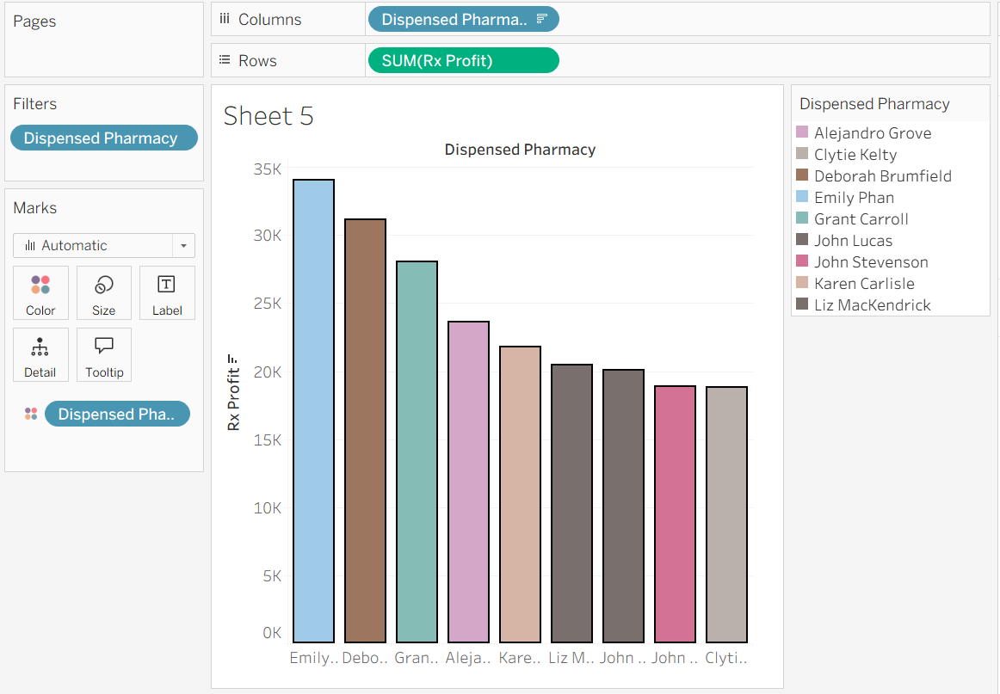 Pages
Columns
Dispensed Pharma..
Rows
SUM(Rx Profit)
Filters
Dispensed Pharmacy
Marks
Automatic
Color
Size
Label
Detail
Tooltip
Dispensed Pha..
Sheet 5
Dispensed Pharmacy
Rx Profit
35K
30K
25K
20K
15K
10K
5K
0K
Emily.. Debo.. Gran.. Aleja.. Kare.. Liz M.. John .. John .. Clyti..
Dispensed Pharmacy
Alejandro Grove
Clytie Kelty
Deborah Brumfield
Emily Phan
Grant Carroll
John Lucas
John Stevenson
Karen Carlisle
Liz MacKendrick